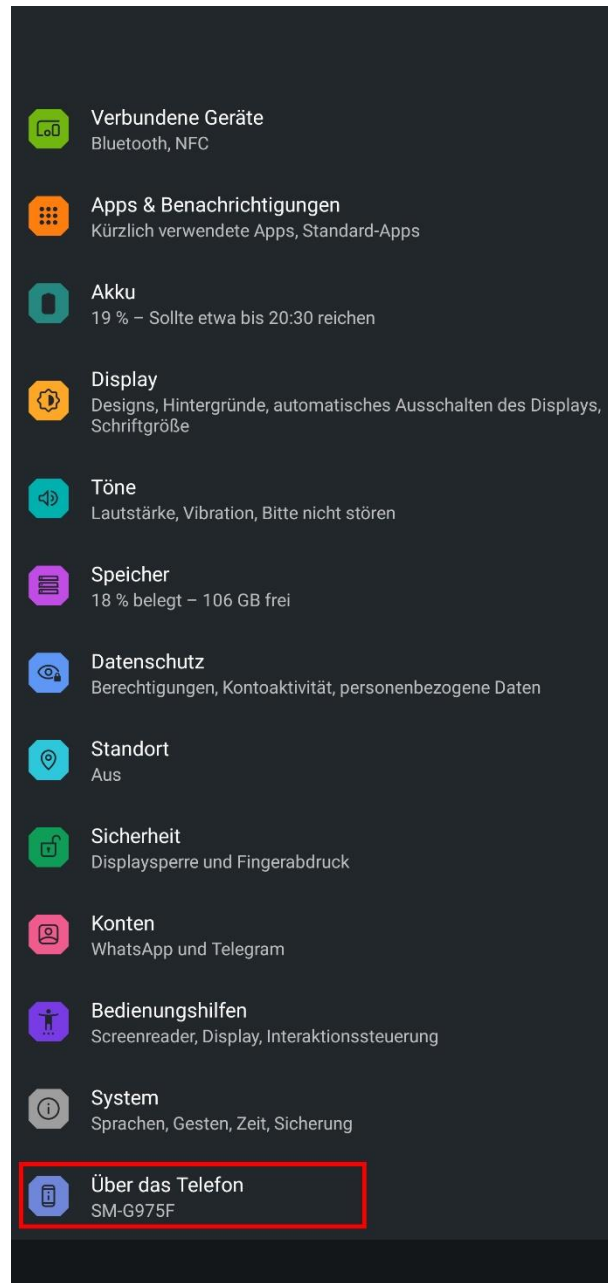 Verbundene Geräte
Bluetooth, NFC
Apps & Benachrichtigungen
Kürzlich verwendete Apps, Standard-Apps
Akku
19 % – Sollte etwa bis 20:30 reichen
Display
Designs, Hintergründe, automatisches Ausschalten des Displays,
Schriftgröße
Töne
Lautstärke, Vibration, Bitte nicht stören
Speicher
18 % belegt – 106 GB frei
Datenschutz
Berechtigungen, Kontoaktivität, personenbezogene Daten
Standort
Aus
Sicherheit
Displaysperre und Fingerabdruck
Konten
WhatsApp und Telegram
Bedienungshilfen
Screenreader, Display, Interaktionssteuerung
System
Sprachen, Gesten, Zeit, Sicherung
Über das Telefon
SM-G975F